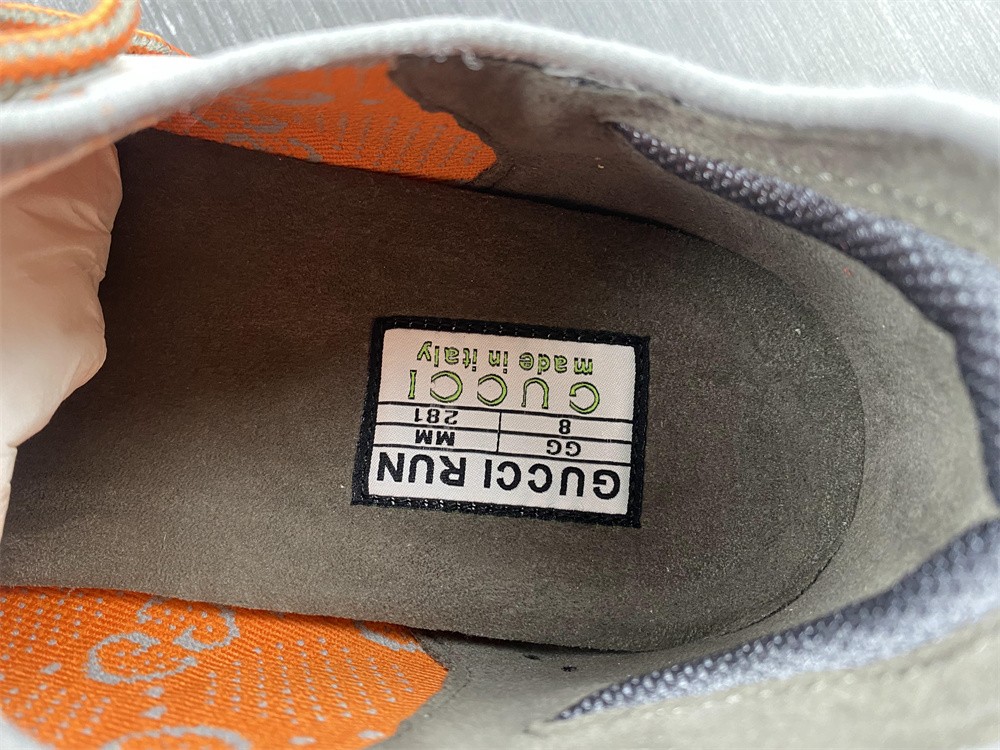 GUCCI RUN
GG MM
8 281
GUCCI
made in italy